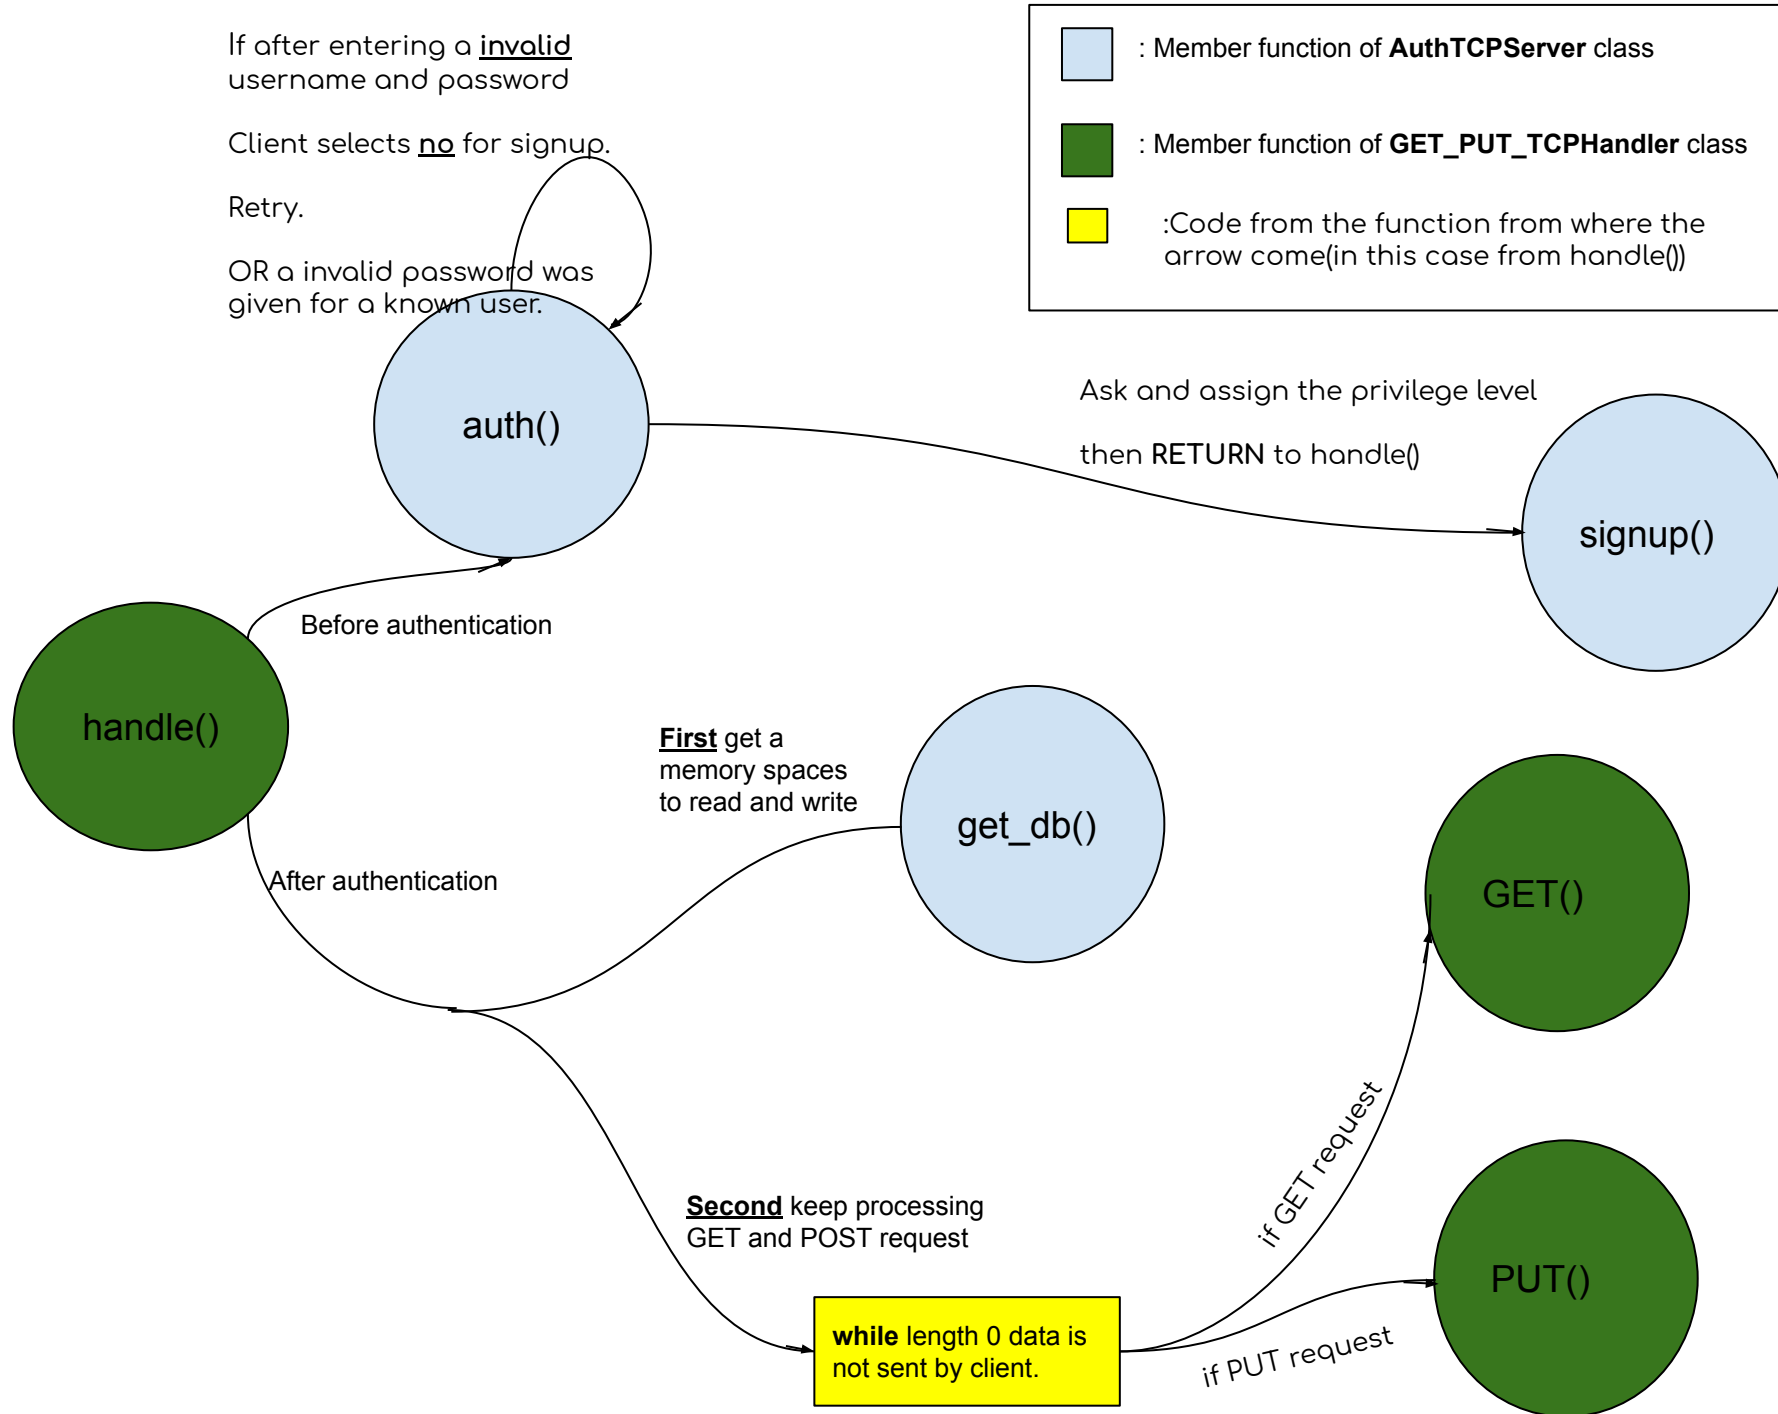 If after entering a invalid
username and password
Client selects no for signup.
Retry.
OR a invalid password was
given for a known user.
: Member function of AuthTCPServer class
: Member function of GET_PUT_TCPHandler class
:Code from the function from where the
arrow come(in this case from handle())
auth()
Ask and assign the privilege level
then RETURN to handle()
signup()
Before authentication
handle()
First get a
memory spaces
to read and write
get_db()
After authentication
GET()
if GET request
Second keep processing
GET and POST request
PUT()
while length 0 data is
not sent by client.
if PUT request